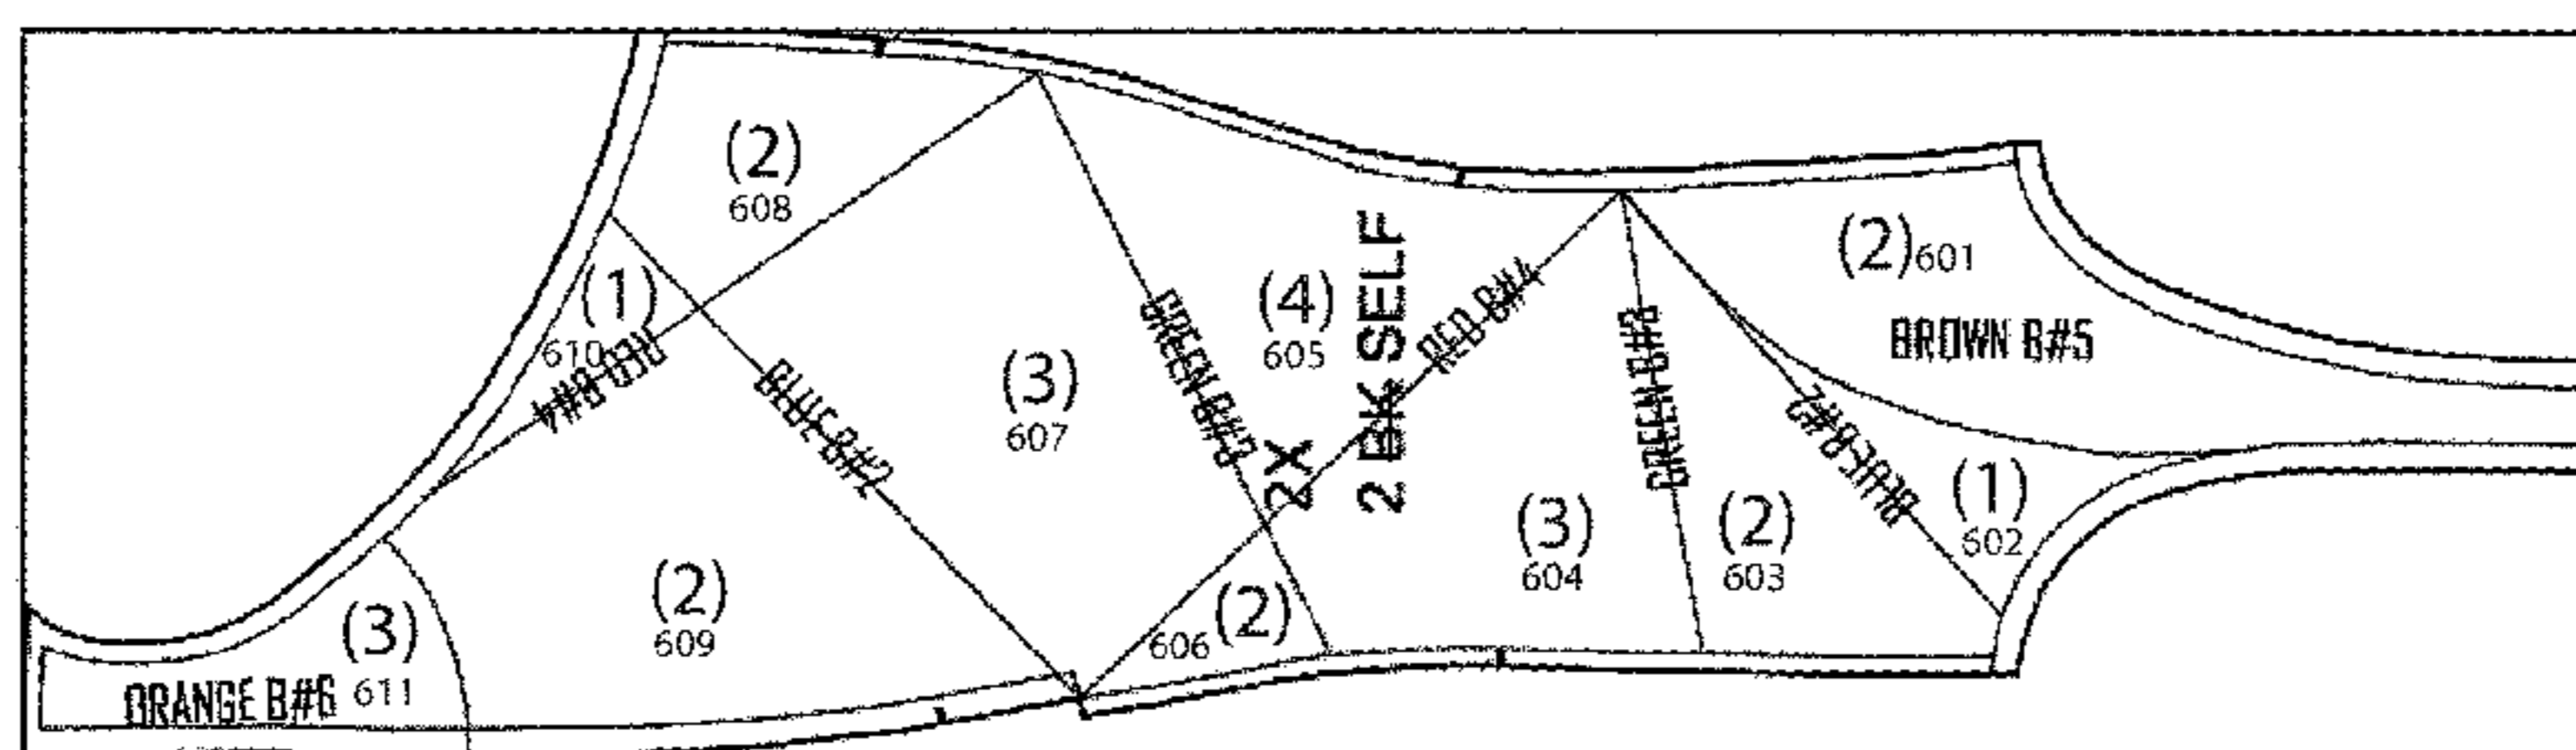 (2)
608
(1)
610
RED B#4
BLUE B#2
(3)
607
GREEN B#3
(4)
605
2X
2 BK SELF
RED B#4
GREEN B#3
(2)601
BROWN B#5
BLUE B#2
(1)
602
(3)
604
(2)
603
606(2)
(2)
609
(3)
ORANGE B#6 611